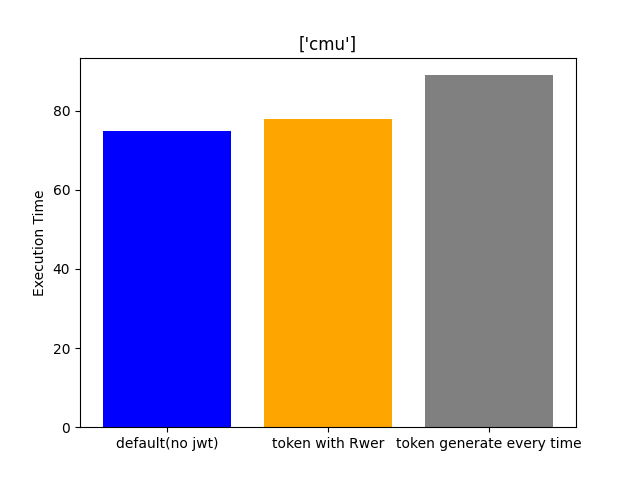 ['cmu']
Execution Time
80
60
40
20
0
default(no jwt)
token with Rwer
token generate every time